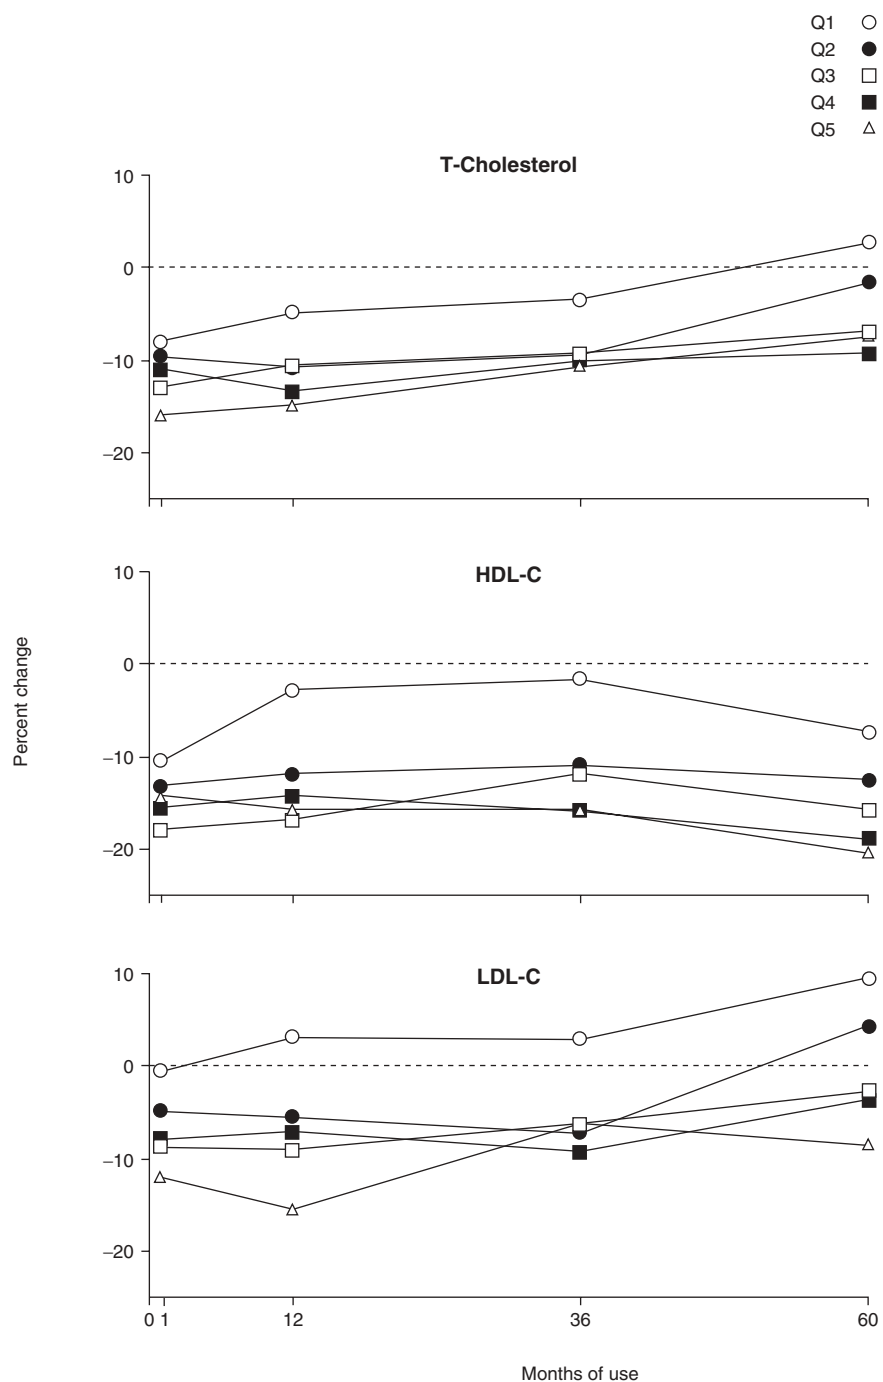 Q1
Q2
Q3
Q4
Q5
T-Cholesterol
10
0
–10
–20
HDL-C
10
0
–10
–20
Percent change
LDL-C
10
0
–10
–20
0 1 12 36 60
Months of use